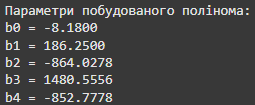 Параметри побудованого полінома:
b0 = -8.1800
b1 = 186.2500
b2 = -864.0278
b3 = 1480.5556
b4 = -852.7778